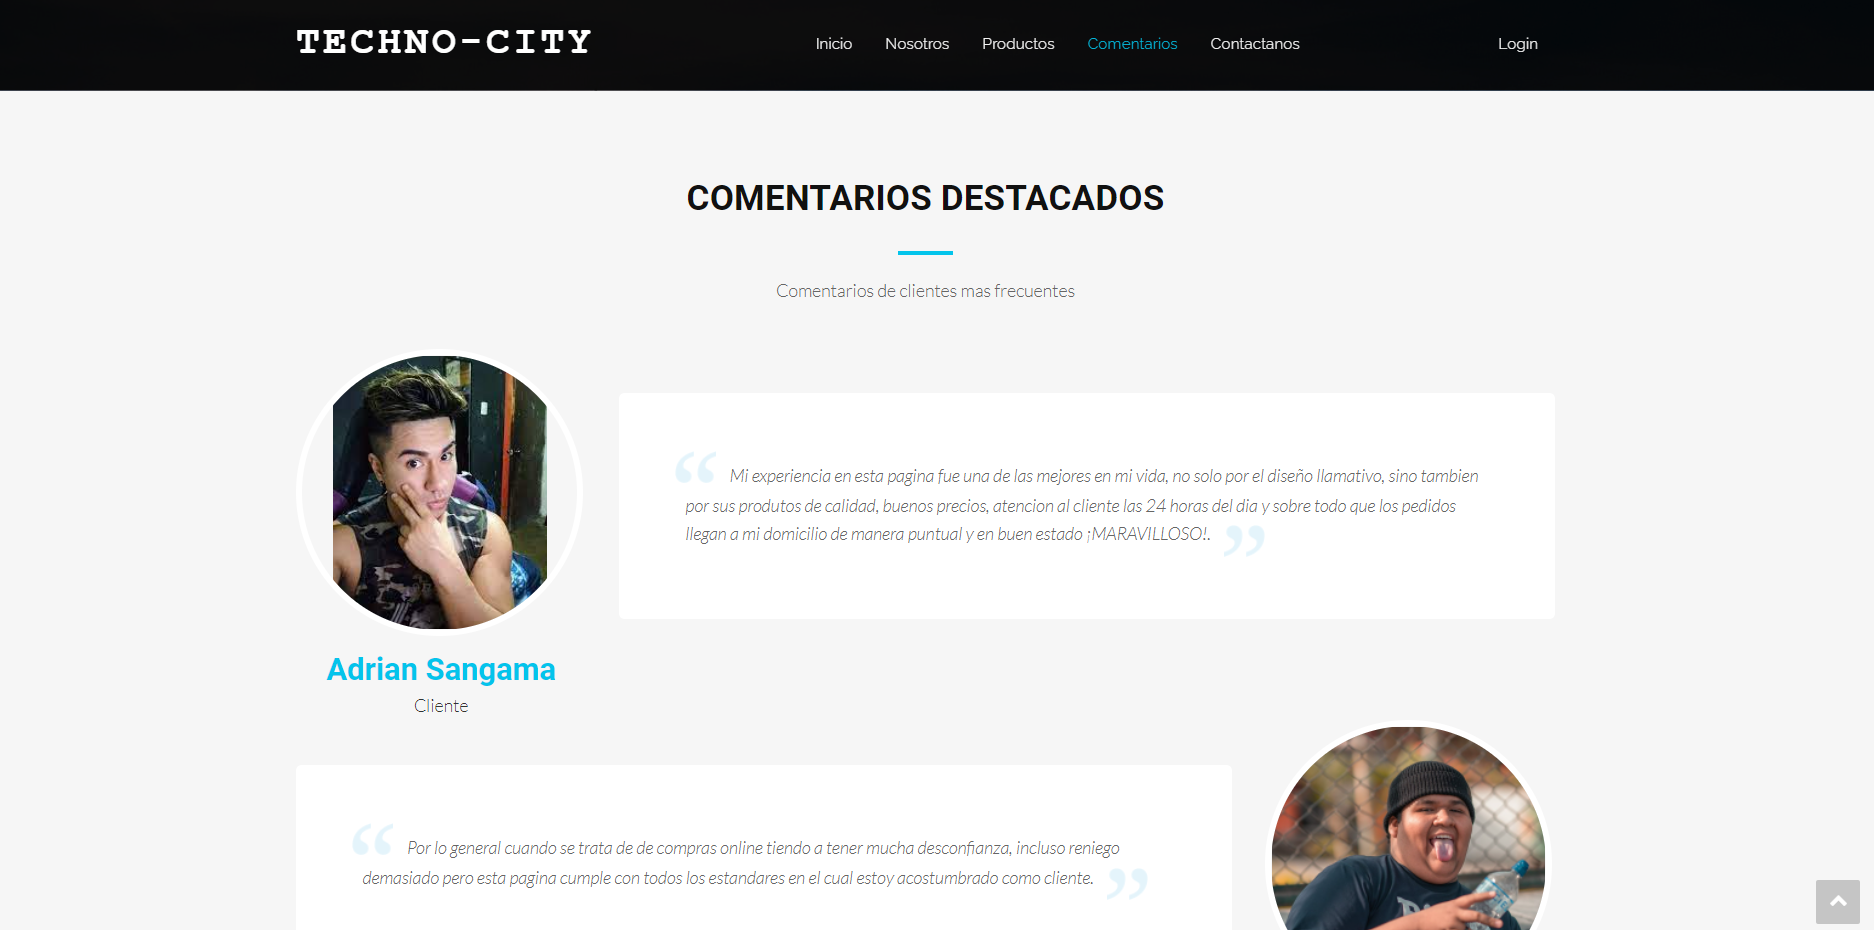 TECHNO-CITY
Inicio Nosotros Productos Comentarios Contactanos Login
COMENTARIOS DESTACADOS
Comentarios de clientes mas frecuentes
“ Mi experiencia en esta pagina fue una de las mejores en mi vida, no solo por el diseño llamativo, sino tambien
por sus produtos de calidad, buenos precios, atencion al cliente las 24 horas del dia y sobre todo que los pedidos
llegan a mi domicilio de manera puntual y en buen estado ¡MARAVILLOSO!. ”
Adrian Sangama
Cliente
“ Por lo general cuando se trata de de compras online tiendo a tener mucha desconfianza, incluso reniego
demasiado pero esta pagina cumple con todos los estandares en el cual estoy acostumbrado como cliente. ”